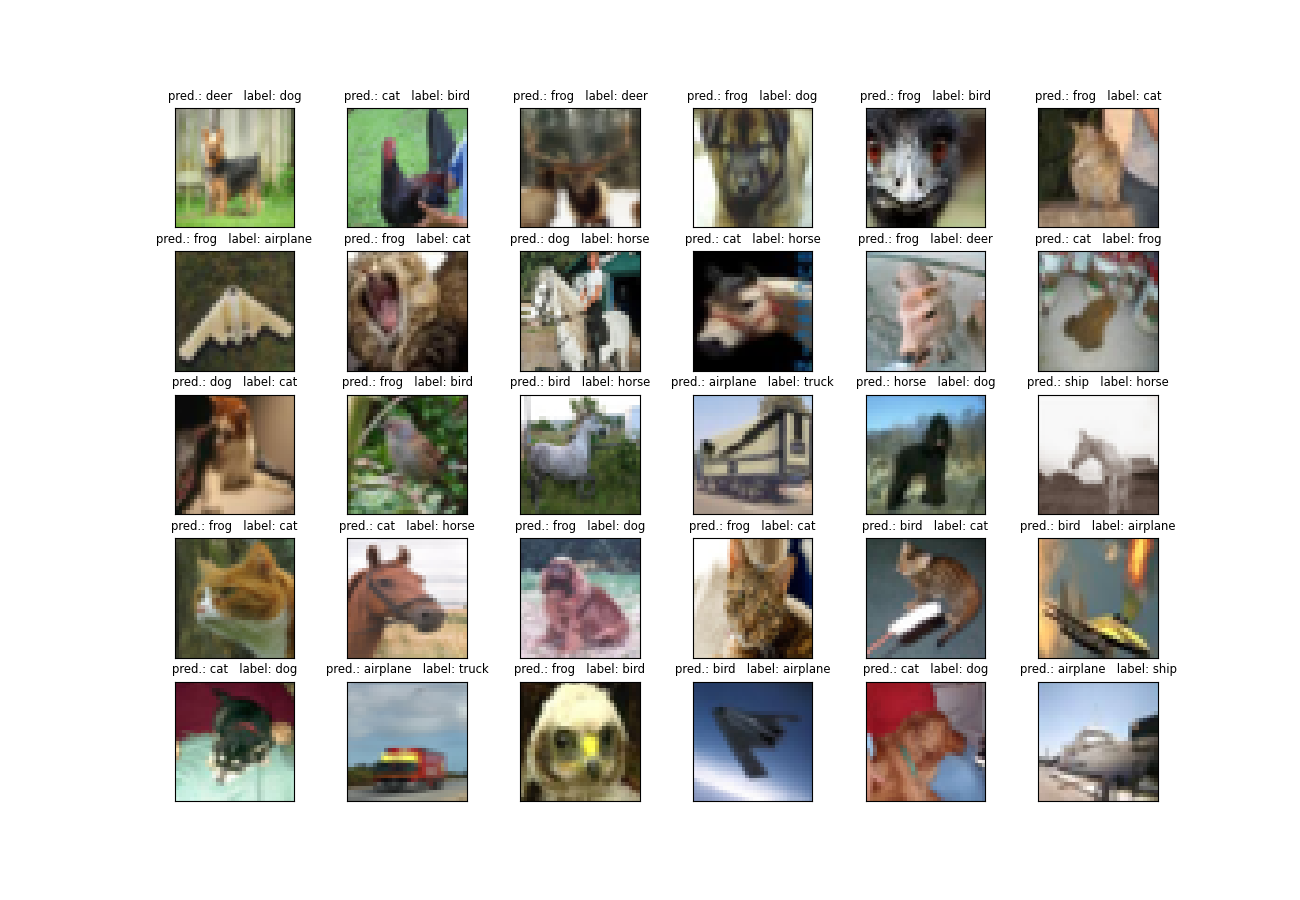 pred.: deer   label: dog
pred.: cat   label: bird
pred.: frog   label: deer
pred.: frog   label: dog
pred.: frog   label: bird
pred.: frog   label: cat
pred.: frog   label: airplane
pred.: frog   label: cat
pred.: dog   label: horse
pred.: cat   label: horse
pred.: frog   label: deer
pred.: cat   label: frog
pred.: dog   label: cat
pred.: frog   label: bird
pred.: bird   label: horse
pred.: airplane   label: truck
pred.: horse   label: dog
pred.: ship   label: horse
pred.: frog   label: cat
pred.: cat   label: horse
pred.: frog   label: dog
pred.: frog   label: cat
pred.: bird   label: cat
pred.: bird   label: airplane
pred.: cat   label: dog
pred.: airplane   label: truck
pred.: frog   label: bird
pred.: bird   label: airplane
pred.: cat   label: dog
pred.: airplane   label: ship